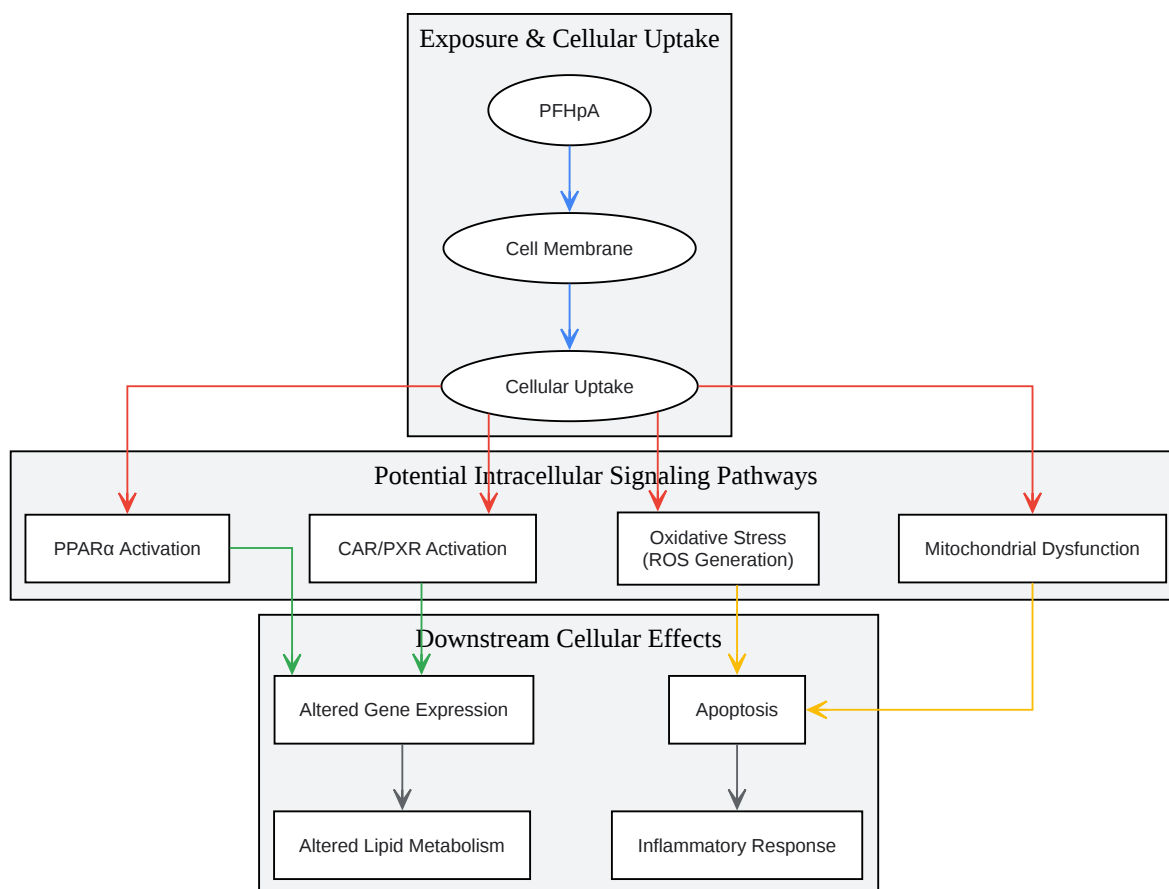 Exposure & Cellular Uptake
PFHpA
Cell Membrane
Cellular Uptake
Potential Intracellular Signaling Pathways
PPARα Activation
CAR/PXR Activation
Oxidative Stress
(ROS Generation)
Mitochondrial Dysfunction
Downstream Cellular Effects
Altered Gene Expression
Apoptosis
Altered Lipid Metabolism
Inflammatory Response